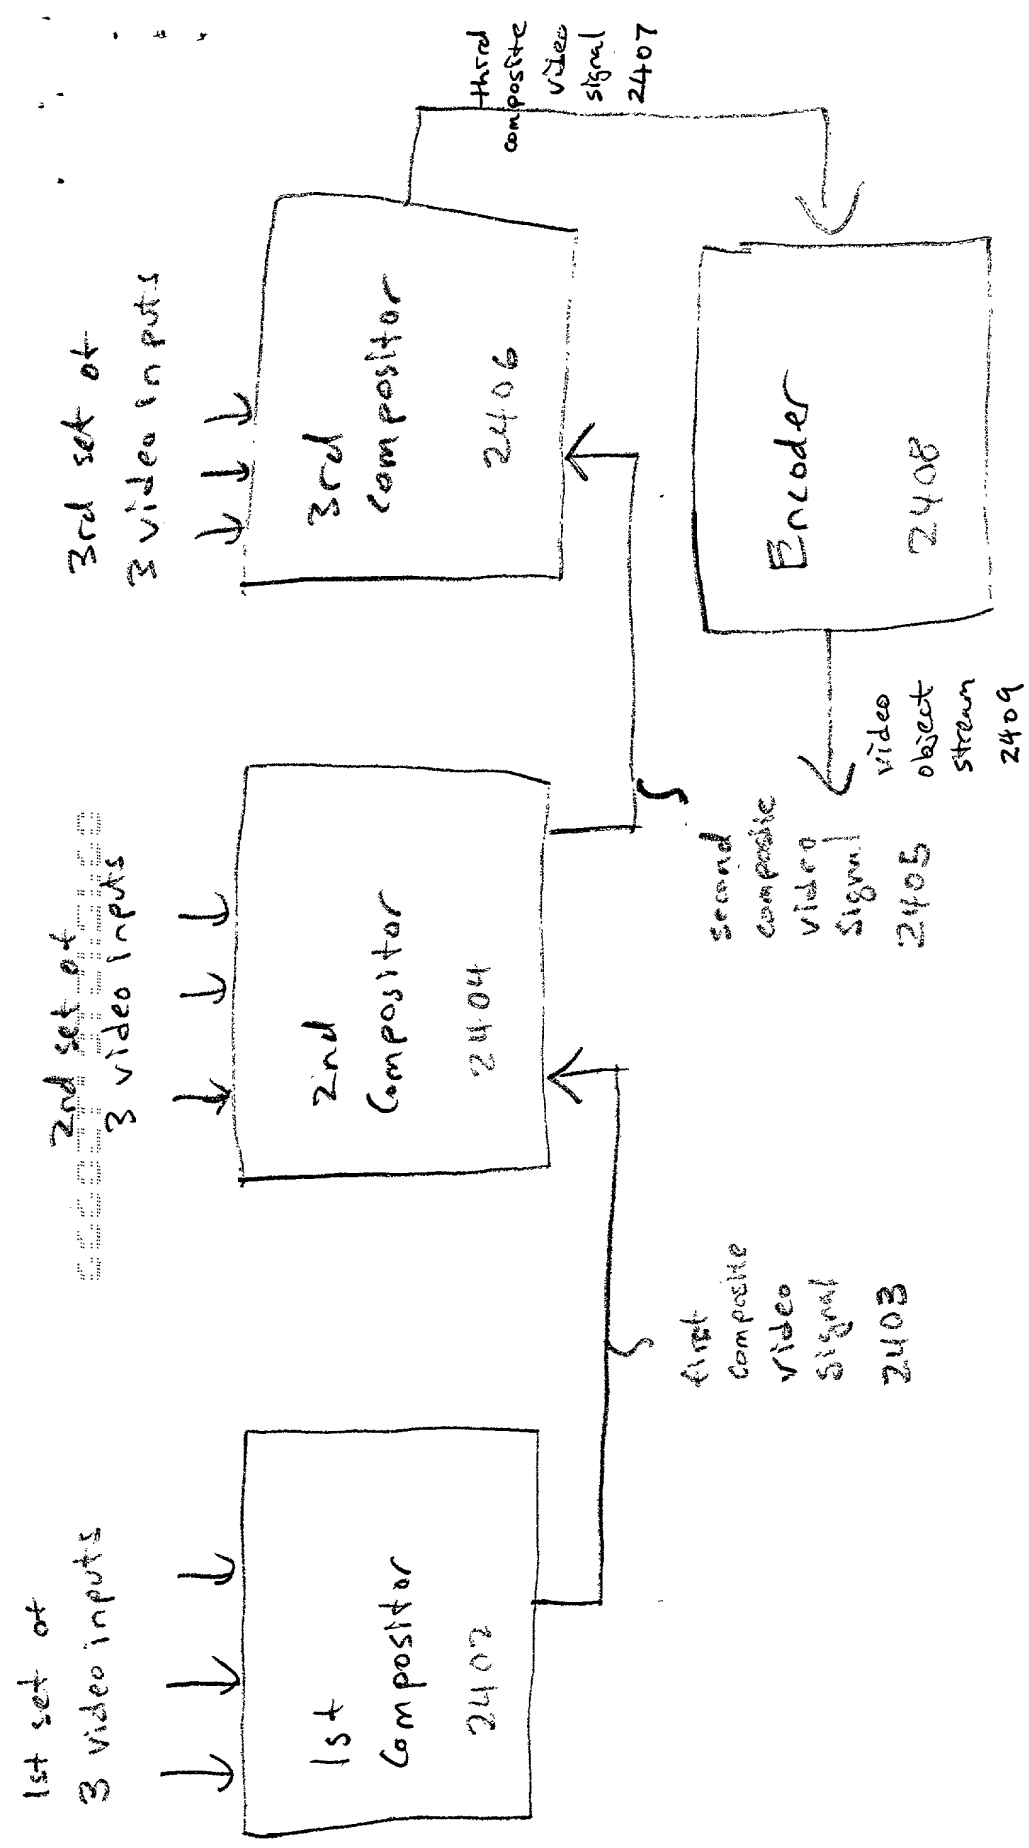 1st set of
3 video inputs
1st
Compositor
2402
first
composite
video
signal
2403
2nd set of
3 video inputs
2nd
Compositor
2404
second
composite
video
signal
2405
3rd set of
3 video inputs
3rd
compositor
2406
third
composite
video
signal
2407
Encoder
2408
video
object
stream
2409